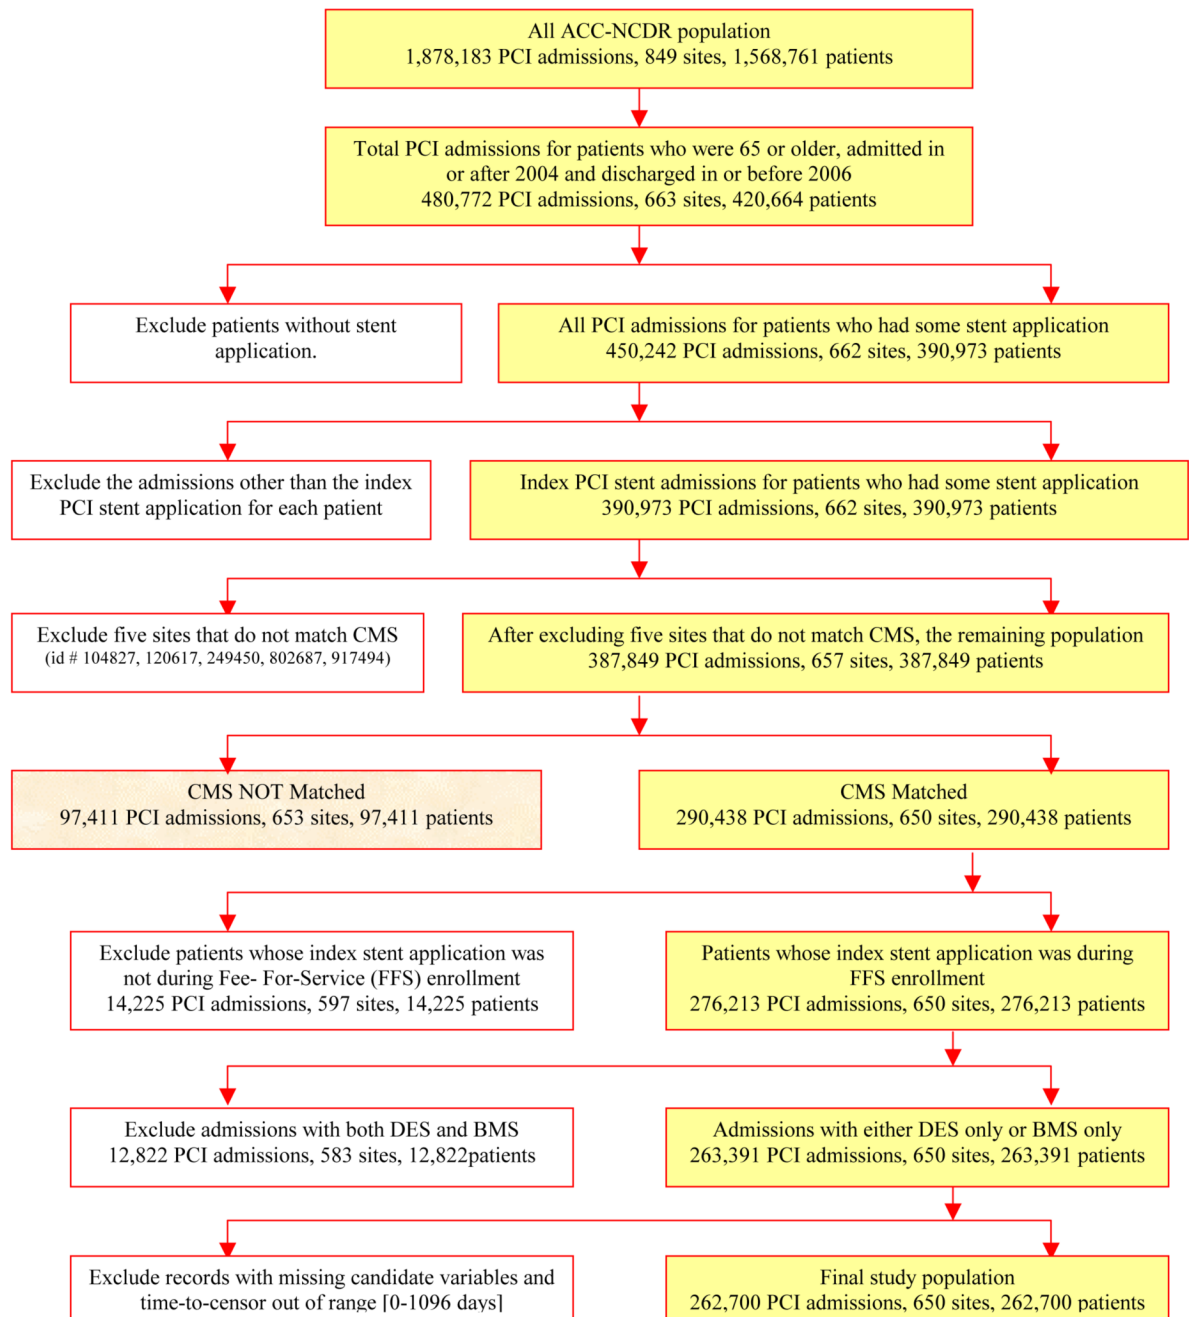 All ACC-NCDR population
1,878,183 PCI admissions, 849 sites, 1,568,761 patients
Total PCI admissions for patients who were 65 or older, admitted in
or after 2004 and discharged in or before 2006
480,772 PCI admissions, 663 sites, 420,664 patients
Exclude patients without stent
application.
All PCI admissions for patients who had some stent application
450,242 PCI admissions, 662 sites, 390,973 patients
Exclude the admissions other than the index
PCI stent application for each patient
Index PCI stent admissions for patients who had some stent application
390,973 PCI admissions, 662 sites, 390,973 patients
Exclude five sites that do not match CMS
(id # 104827, 120617, 249450, 802687, 917494)
After excluding five sites that do not match CMS, the remaining population
387,849 PCI admissions, 657 sites, 387,849 patients
CMS NOT Matched
97,411 PCI admissions, 653 sites, 97,411 patients
CMS Matched
290,438 PCI admissions, 650 sites, 290,438 patients
Exclude patients whose index stent application was
not during Fee- For-Service (FFS) enrollment
14,225 PCI admissions, 597 sites, 14,225 patients
Patients whose index stent application was during
FFS enrollment
276,213 PCI admissions, 650 sites, 276,213 patients
Exclude admissions with both DES and BMS
12,822 PCI admissions, 583 sites, 12,822patients
Admissions with either DES only or BMS only
263,391 PCI admissions, 650 sites, 263,391 patients
Exclude records with missing candidate variables and
time-to-censor out of range [0-1096 days]
Final study population
262,700 PCI admissions, 650 sites, 262,700 patients